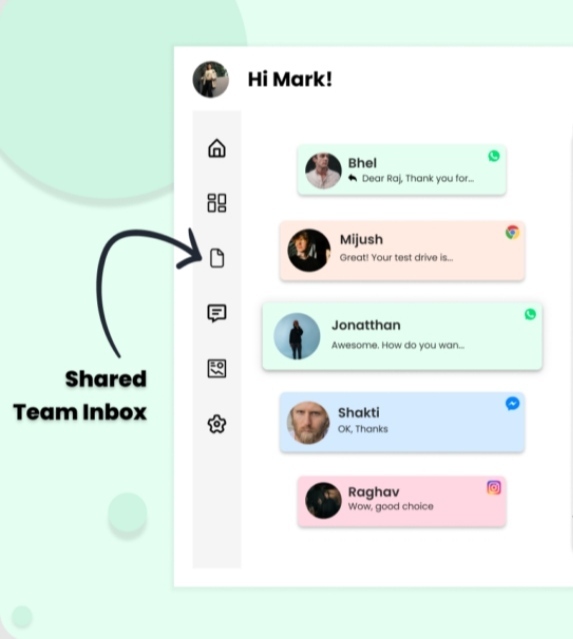 Hi Mark!
Bhel
Dear Raj, Thank you for...
Mijush
Great! Your test drive is...
Jonatthan
Awesome. How do you wan...
Shared
Team Inbox
Shakti
OK, Thanks
Raghav
Wow, good choice